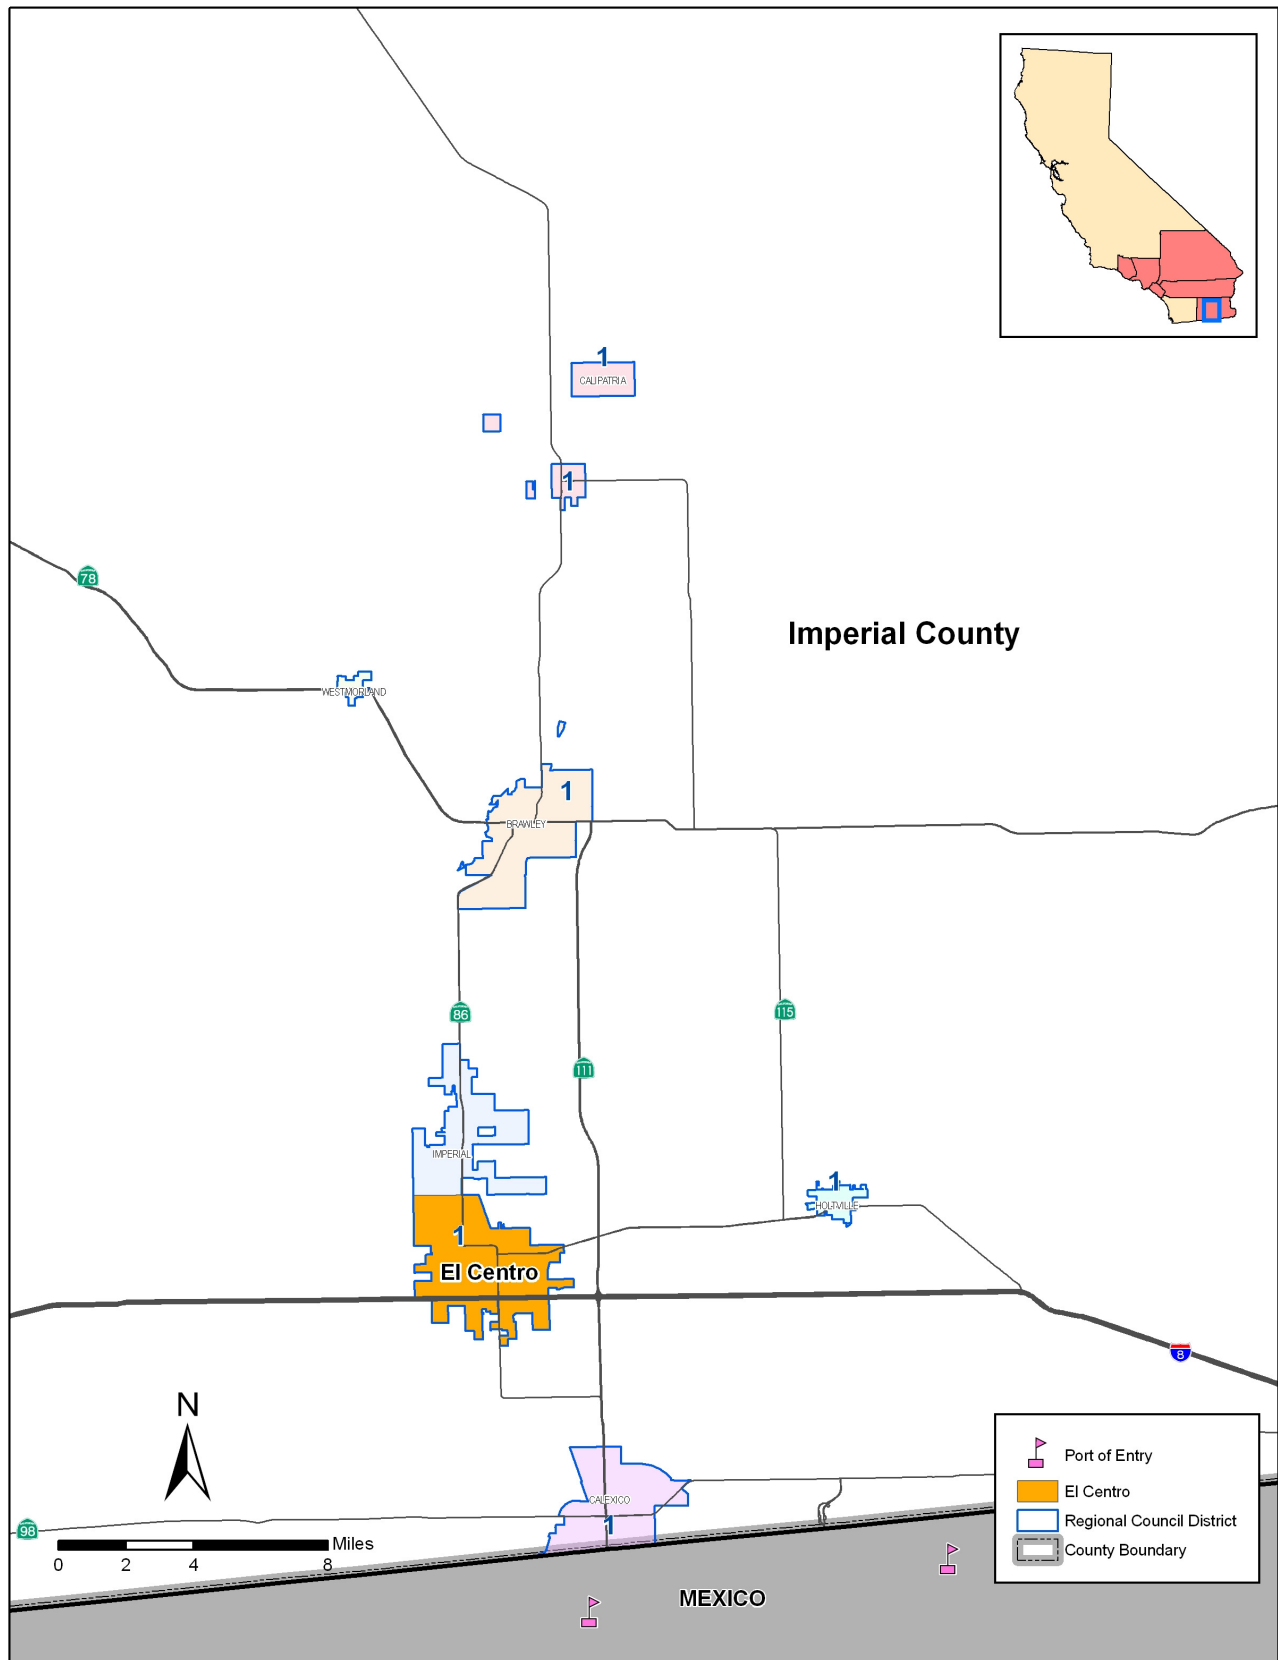 1
CALIPATRIA
1
78
Imperial County
WESTMORLAND
1
BRAWLEY
86
115
111
IMPERIAL
1
HOLTVILLE
1
El Centro
8
N
Port of Entry
El Centro
Regional Council District
County Boundary
CALEXICO
1
98
Miles
0 2 4 8
MEXICO